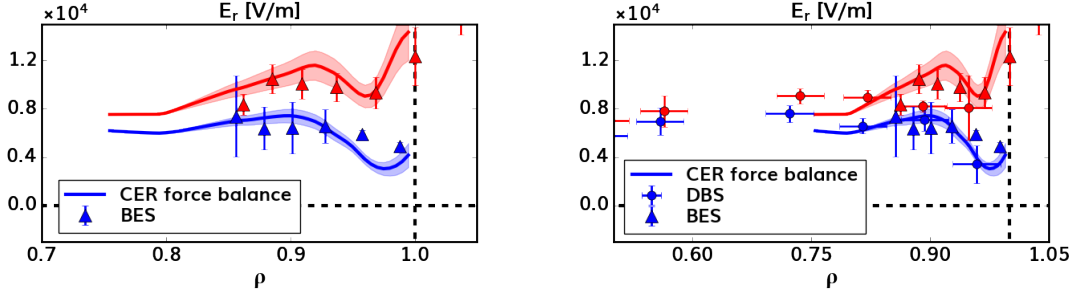 ×10⁴ E_r [V/m]
1.2
0.8
0.4
0.0
CER force balance
BES
0.7 0.8 0.9 1.0
ρ
×10⁴ E_r [V/m]
1.2
0.8
0.4
0.0
CER force balance
DBS
BES
0.60 0.75 0.90 1.05
ρ